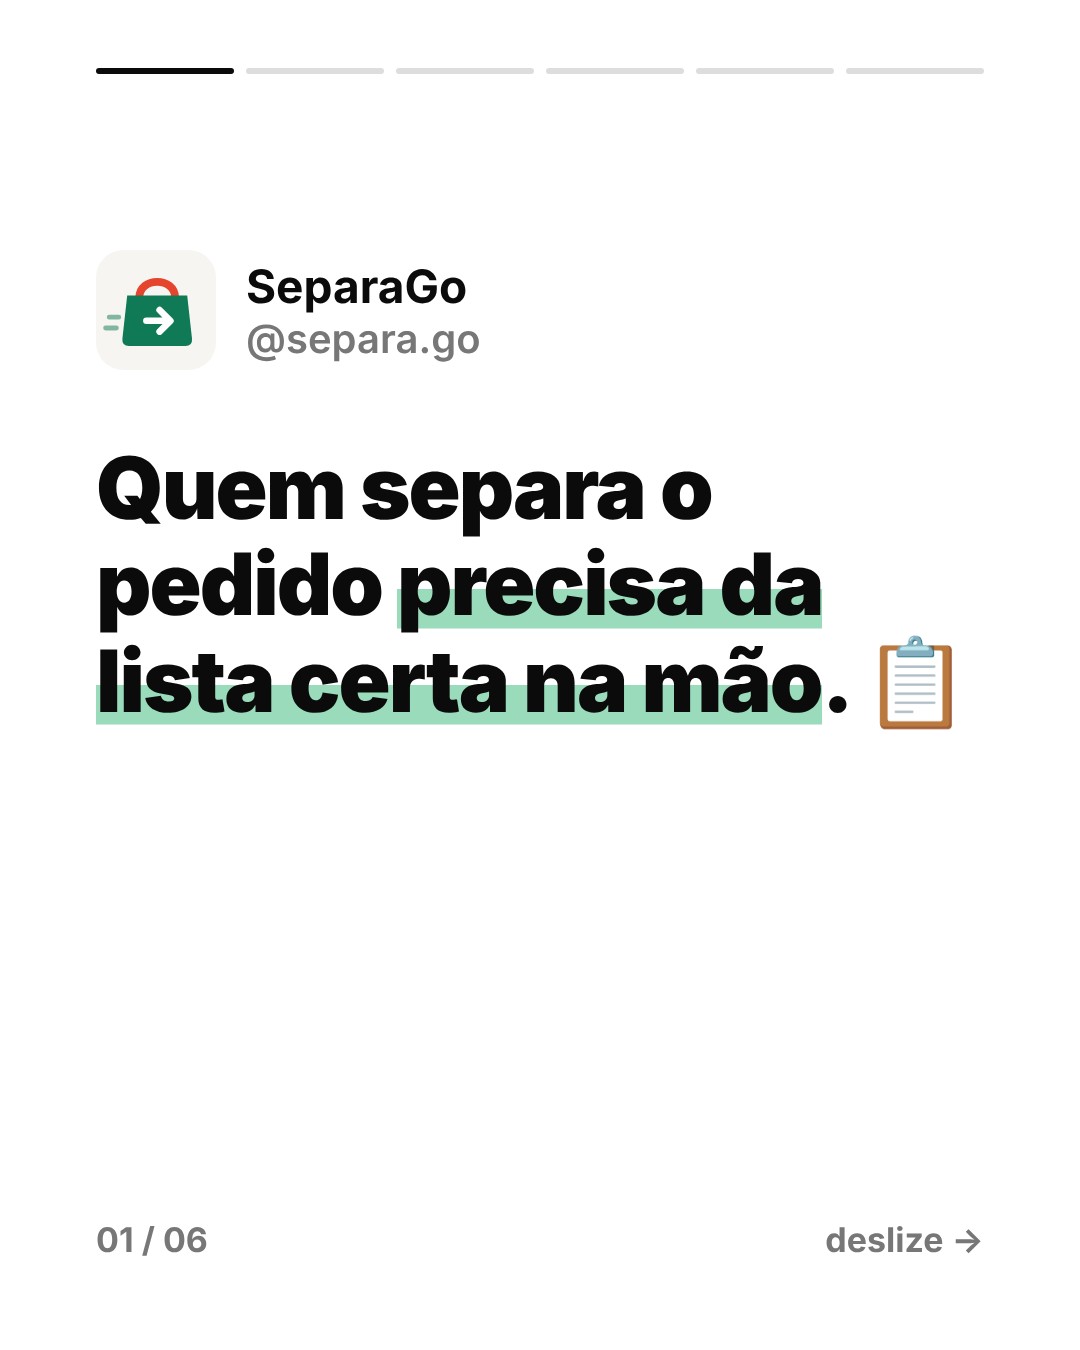 SeparaGo
@separa.go
Quem separa o
pedido precisa da
lista certa na mão. 📋
01 / 06
deslize →